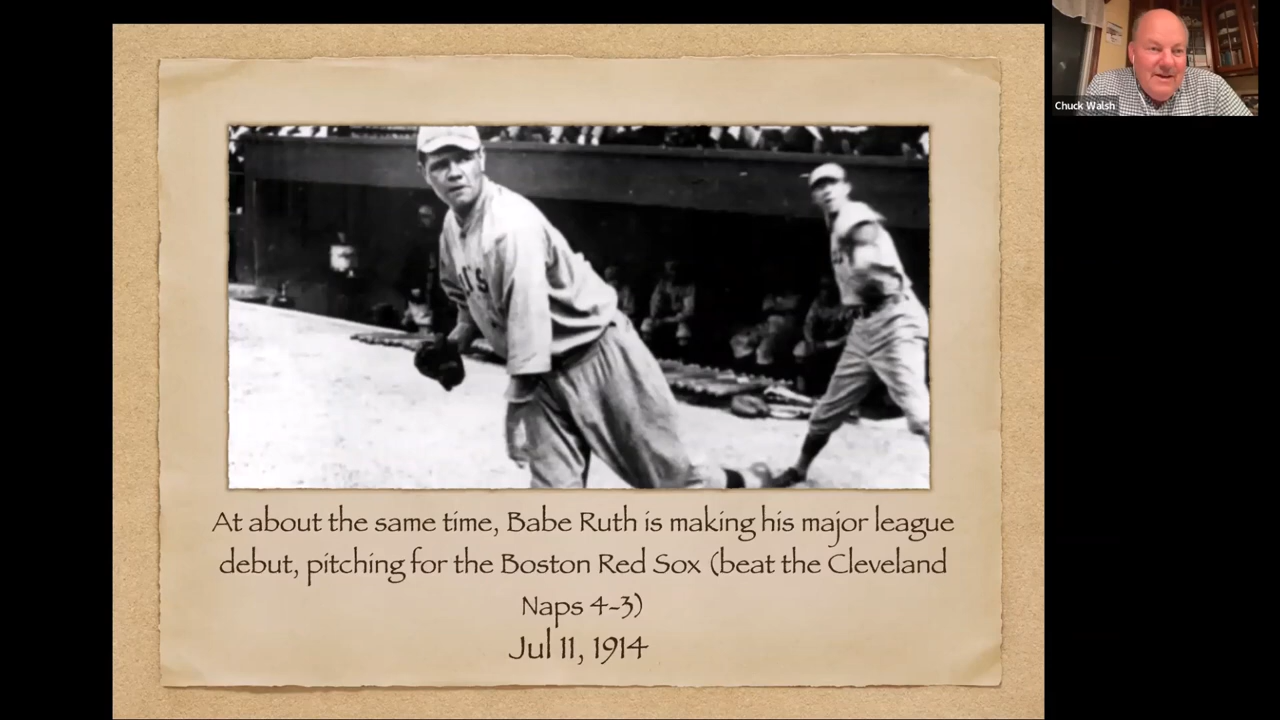 Chuck Walsh
At about the same time, Babe Ruth is making his major league
debut, pitching for the Boston Red Sox (beat the Cleveland
Naps 4-3)
Jul 11, 1914